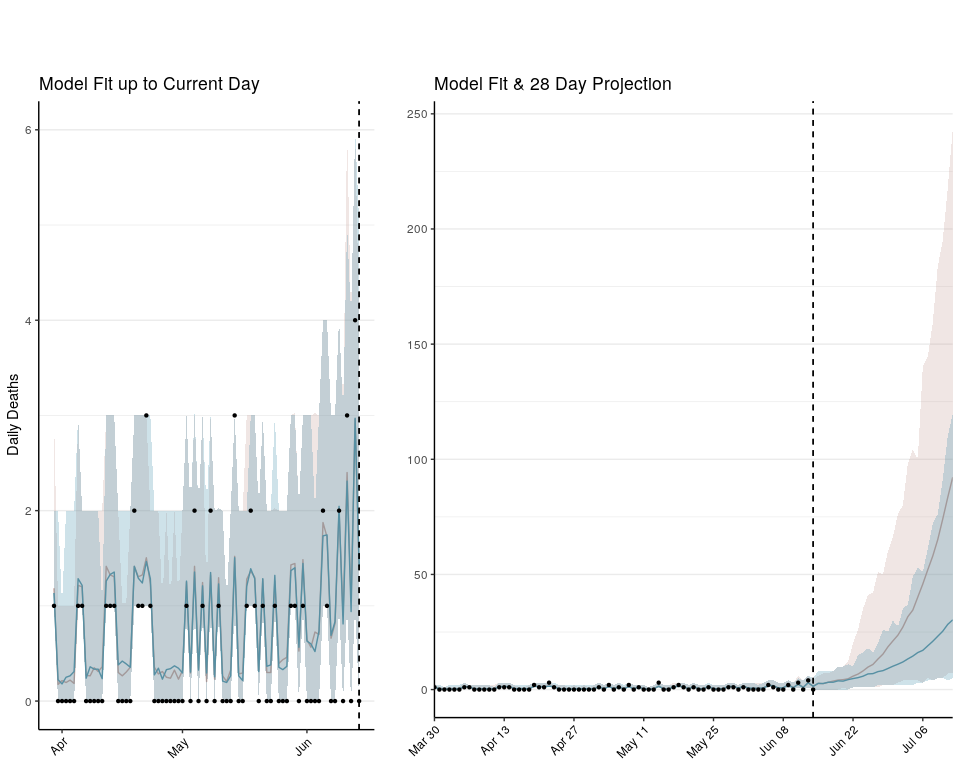 Model Fit up to Current Day
Model Fit & 28 Day Projection
Daily Deaths
6
4
2
0
Apr
May
Jun
250
200
150
100
50
0
Mar 30
Apr 13
Apr 27
May 11
May 25
Jun 08
Jun 22
Jul 06